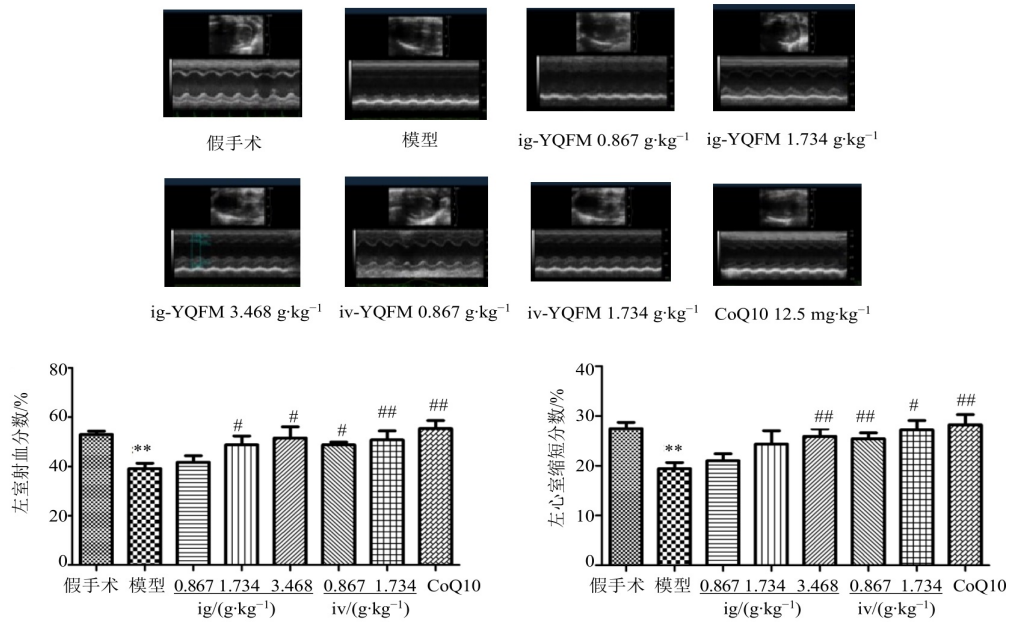 假手术
模型
ig-YQFM 0.867 g·kg⁻¹
ig-YQFM 1.734 g·kg⁻¹
ig-YQFM 3.468 g·kg⁻¹
iv-YQFM 0.867 g·kg⁻¹
iv-YQFM 1.734 g·kg⁻¹
CoQ10 12.5 mg·kg⁻¹
左室射血分数/%
80
60
40
20
0
**
#
#
#
##
##
假手术 模型 0.867 1.734 3.468 0.867 1.734 CoQ10
ig/(g·kg⁻¹) iv/(g·kg⁻¹)
左心室缩短分数/%
40
30
20
10
0
**
##
##
#
##
假手术 模型 0.867 1.734 3.468 0.867 1.734 CoQ10
ig/(g·kg⁻¹) iv/(g·kg⁻¹)